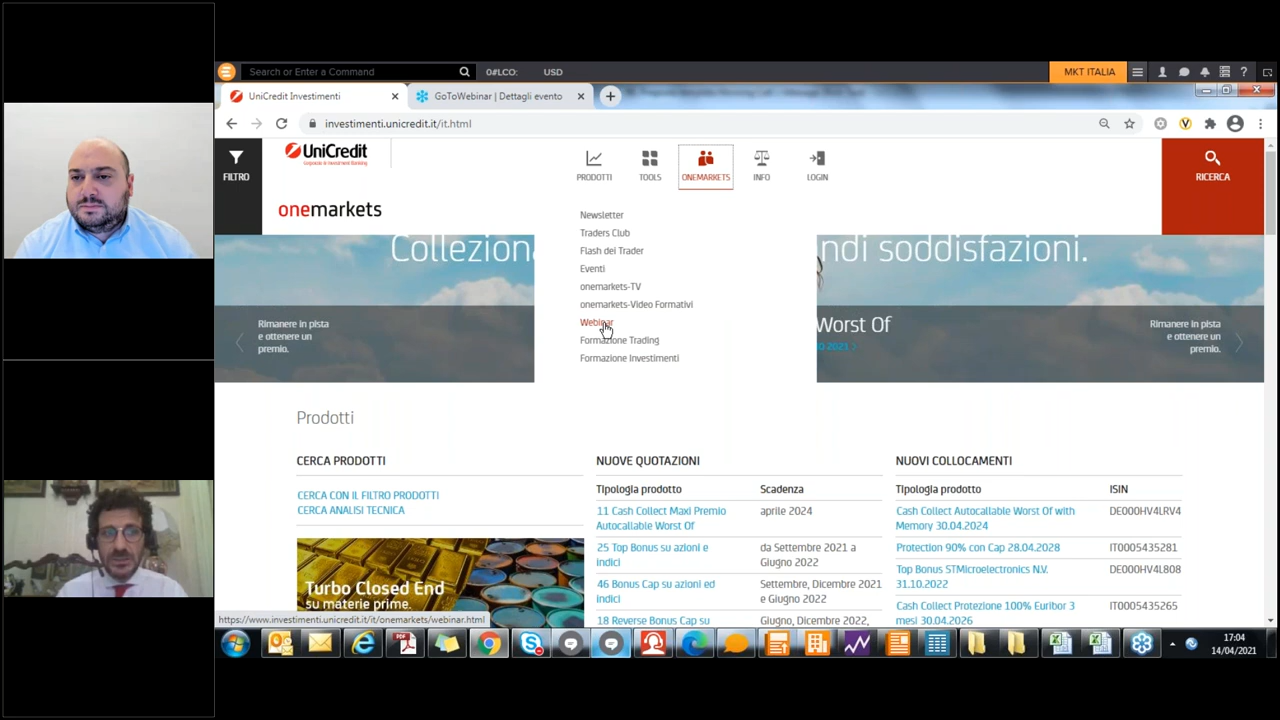 Search or Enter a Command
0#LCO:
USD
MKT ITALIA
?
UniCredit Investimenti
GoToWebinar | Dettagli evento
investimenti.unicredit.it/it.html
FILTRO
UniCredit
Corporate & Investment Banking
onemarkets
PRODOTTI
TOOLS
ONEMARKETS
INFO
LOGIN
RICERCA
Newsletter
Traders Club
Flash dei Trader
Eventi
onemarkets-TV
onemarkets-Video Formativi
Webinar
Formazione Trading
Formazione Investimenti
Colleziona
ndi soddisfazioni.
Worst Of
Rimanere in pista
e ottenere un
premio.
Rimanere in pista
e ottenere un
premio.
Prodotti
CERCA PRODOTTI
CERCA CON IL FILTRO PRODOTTI
CERCA ANALISI TECNICA
Turbo Closed End
su materie prime.
NUOVE QUOTAZIONI
Tipologia prodotto Scadenza
11 Cash Collect Maxi Premio aprile 2024
Autocallable Worst Of
25 Top Bonus su azioni e da Settembre 2021 a
indici Giugno 2022
46 Bonus Cap su azioni ed Settembre, Dicembre 2021
indici e Giugno 2022
18 Reverse Bonus Cap su Giugno, Dicembre 2022,
NUOVI COLLOCAMENTI
Tipologia prodotto ISIN
Cash Collect Autocallable Worst Of with DE000HV4LRV4
Memory 30.04.2024
Protection 90% con Cap 28.04.2028 IT0005435281
Top Bonus STMicroelectronics N.V. DE000HV4L808
31.10.2022
Cash Collect Protezione 100% Euribor 3 IT0005435265
mesi 30.04.2026
https://www.investimenti.unicredit.it/it/onemarkets/webinar.html
17:04
14/04/2021